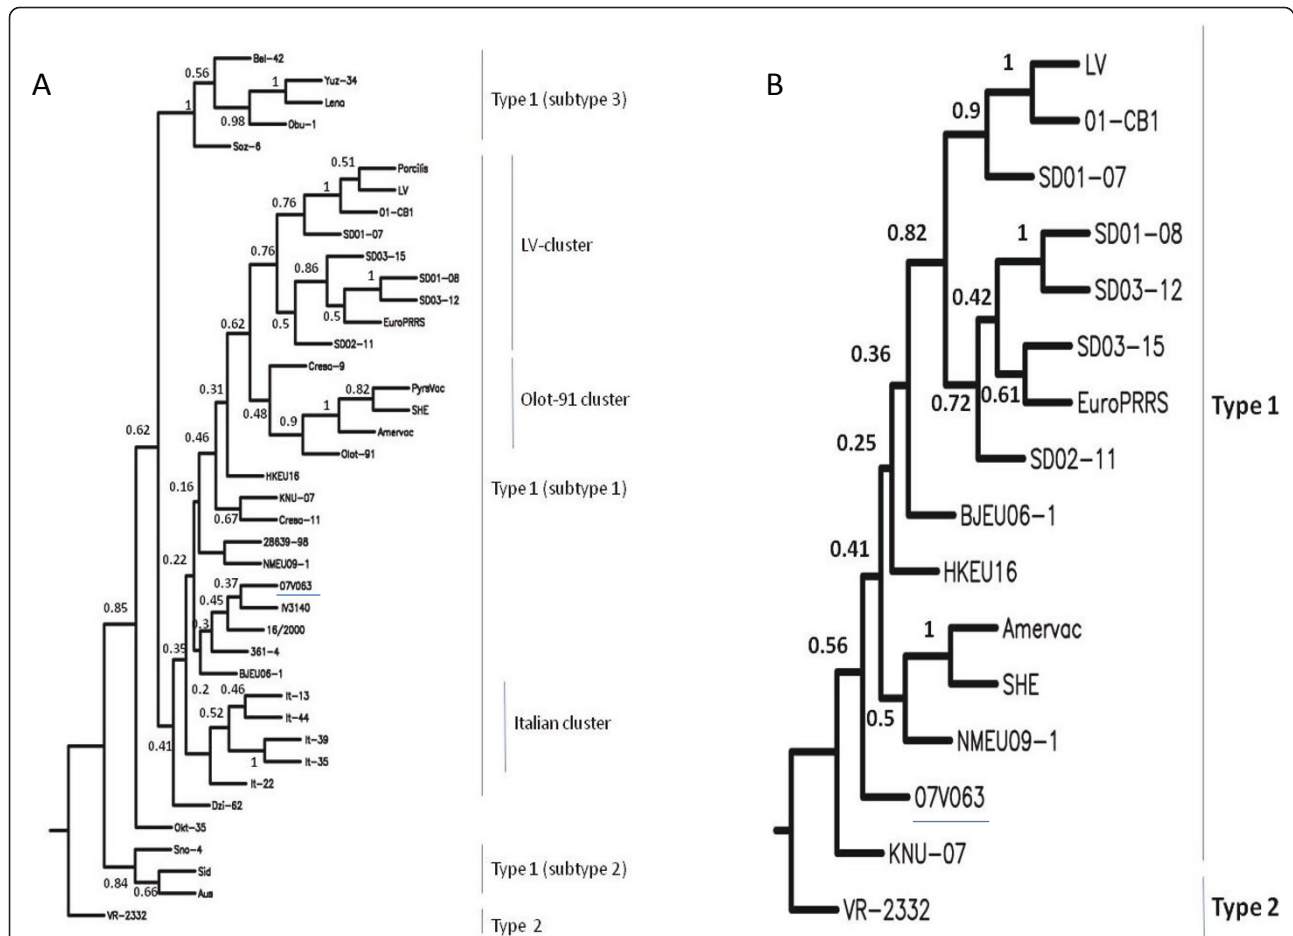 A
Bel-42
0.56
Yuz-34
1
Lena
1
0.98
Obu-1
Soz-6
Type 1 (subtype 3)
0.51
Porcilis
1
LV
0.76
01-CB1
SD01-07
0.76
SD03-15
0.86
1
SD01-08
SD03-12
0.5
0.5
EuroPRRS
0.62
SD02-11
LV-cluster
Creso-9
0.82
PyrsVac
0.31
1
SHE
0.48
0.9
Amervac
0.62
0.46
Olot-91
Olot-91 cluster
HKEU16
0.16
KNU-07
0.67
Creso-11
Type 1 (subtype 1)
28639-98
0.22
NMEU09-1
0.37
07V063
0.85
0.45
IV3140
0.3
16/2000
0.39
361-4
BJEU06-1
0.2
0.46
It-13
0.52
It-44
0.41
It-39
1
It-35
It-22
Italian cluster
Dzi-62
Okt-35
Sno-4
0.84
Sid
0.66
Aus
Type 1 (subtype 2)
VR-2332
Type 2
B
1
LV
0.9
01-CB1
SD01-07
0.82
1
SD01-08
0.42
SD03-12
0.36
SD03-15
0.72
0.61
EuroPRRS
0.25
SD02-11
BJEU06-1
0.41
HKEU16
1
Amervac
0.56
SHE
0.5
NMEU09-1
07V063
KNU-07
Type 1
VR-2332
Type 2